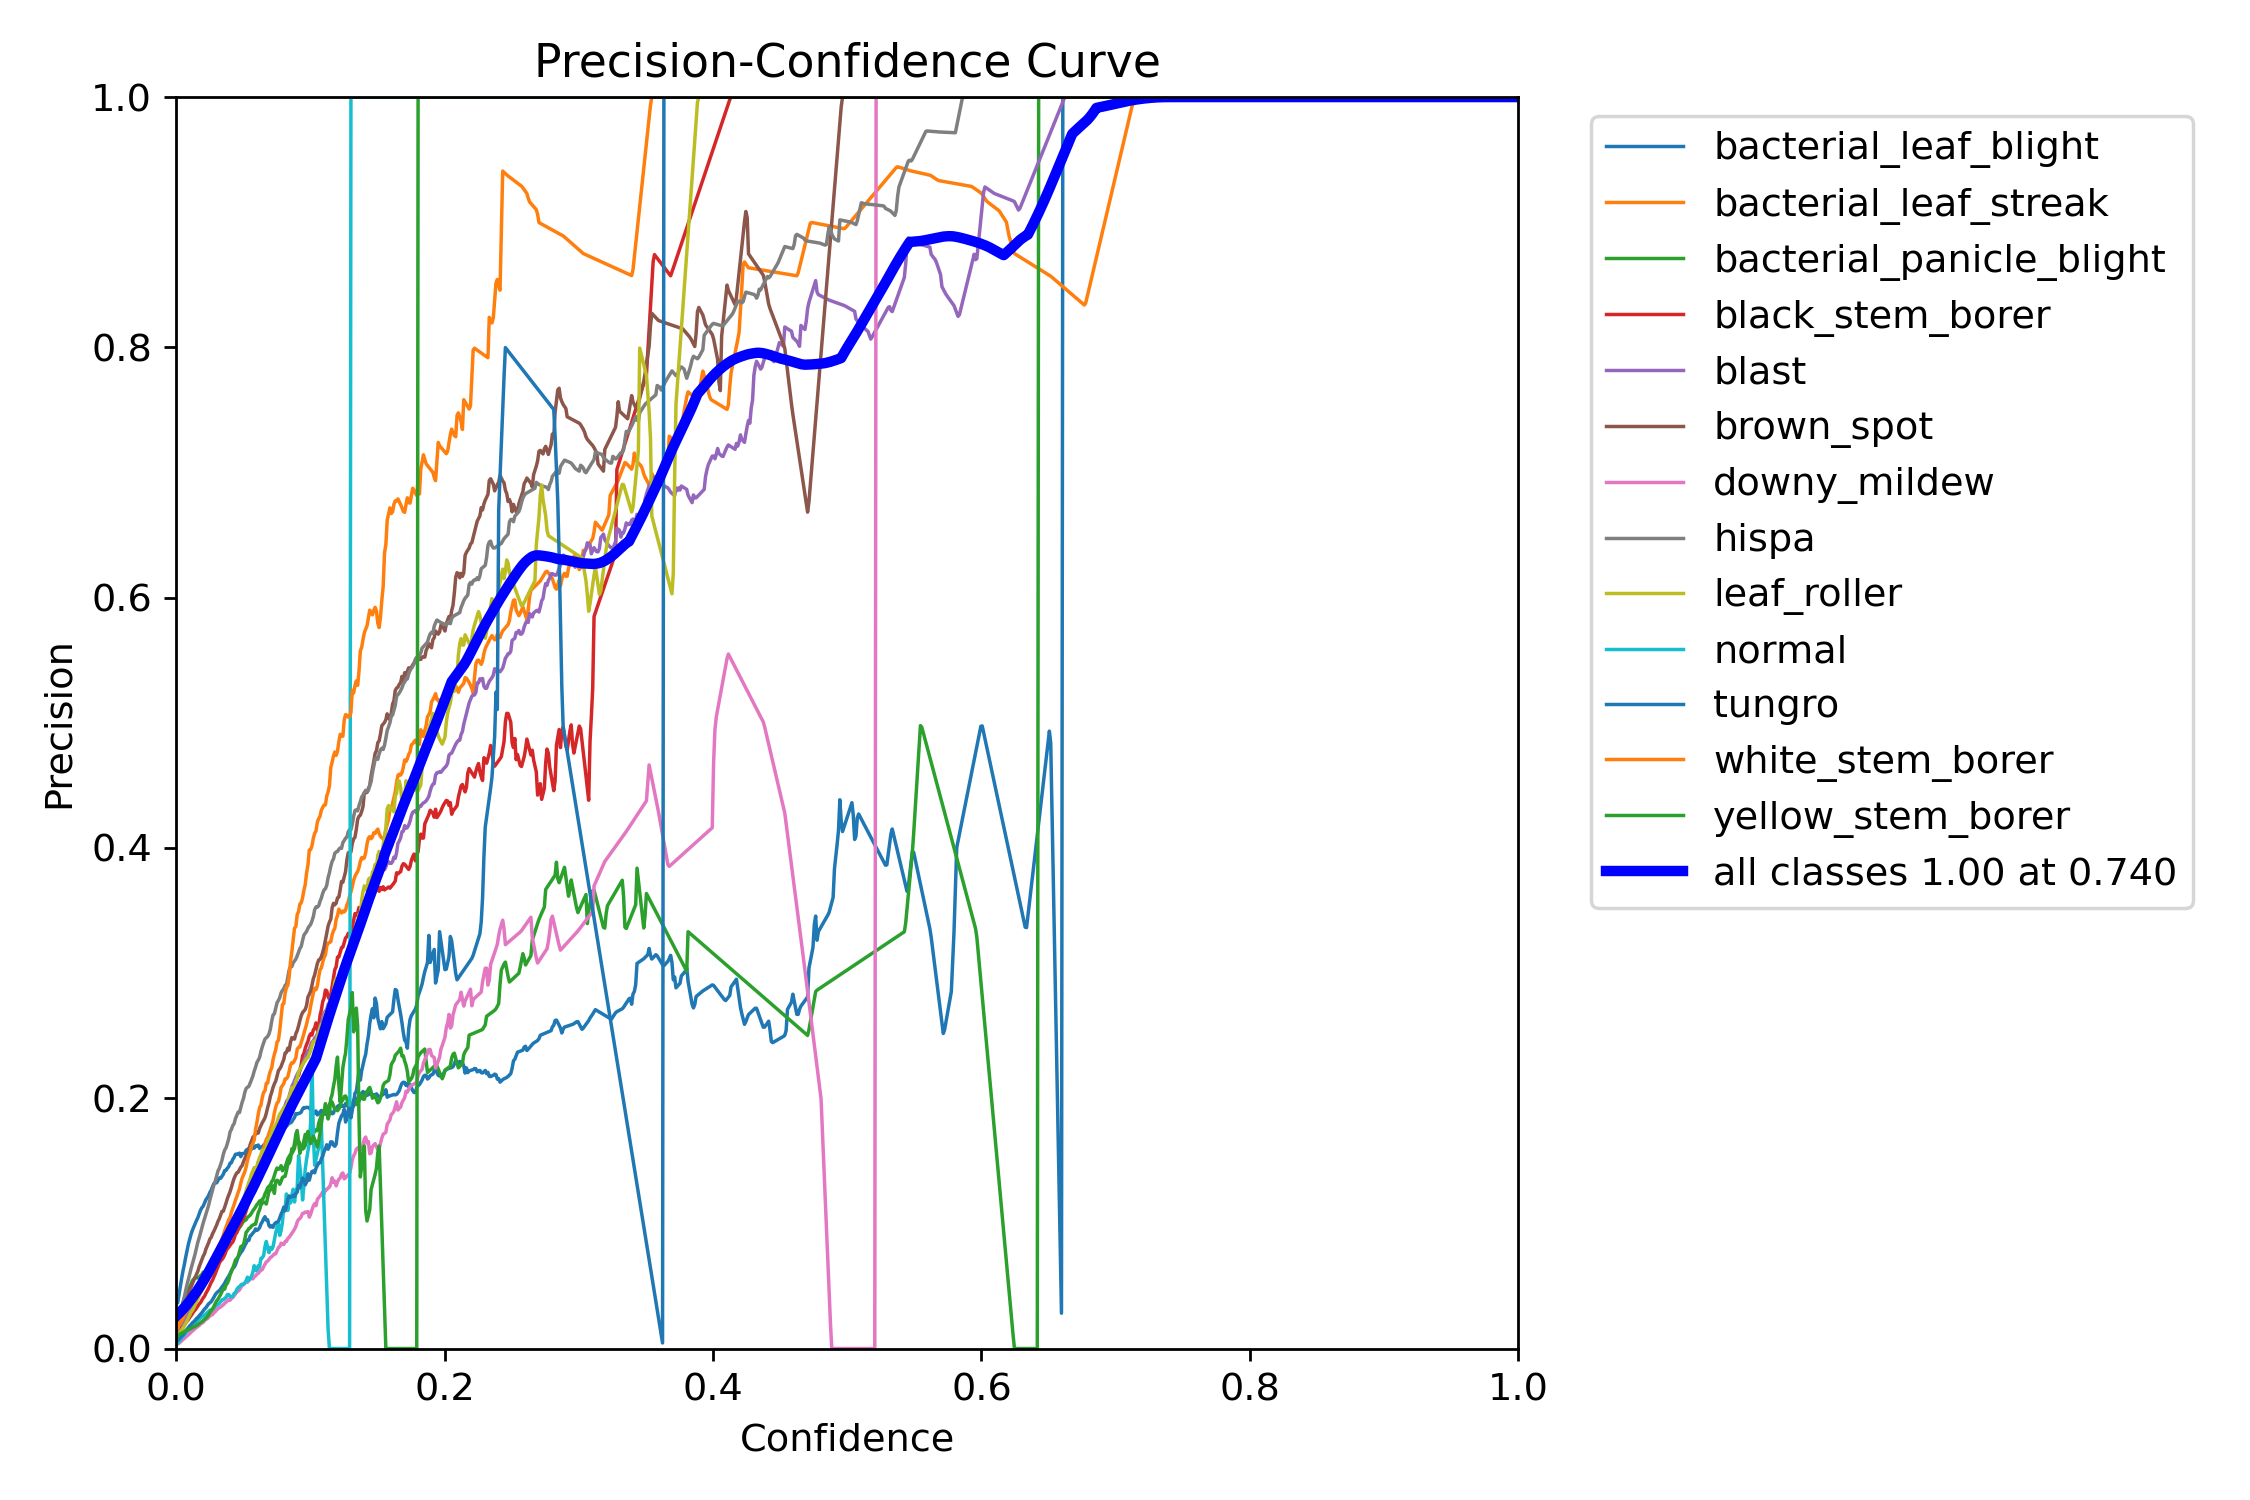 Precision-Confidence Curve
1.0
0.8
0.6
0.4
0.2
0.0
Precision
0.0 0.2 0.4 0.6 0.8 1.0
Confidence
bacterial_leaf_blight
bacterial_leaf_streak
bacterial_panicle_blight
black_stem_borer
blast
brown_spot
downy_mildew
hispa
leaf_roller
normal
tungro
white_stem_borer
yellow_stem_borer
all classes 1.00 at 0.740